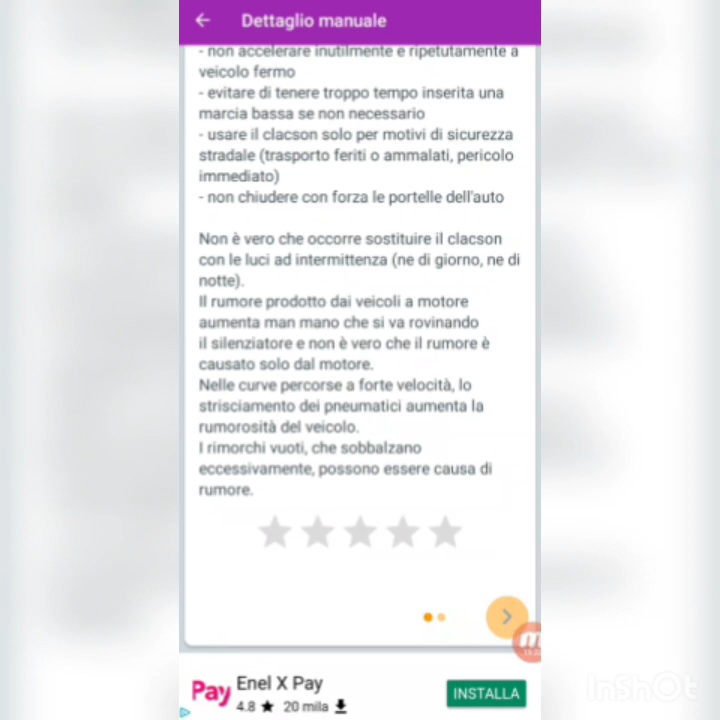 Dettaglio manuale
- non accelerare inutilmente e ripetutamente a
veicolo fermo
- evitare di tenere troppo tempo inserita una
marcia bassa se non necessario
- usare il clacson solo per motivi di sicurezza
stradale (trasporto feriti o ammalati, pericolo
immediato)
- non chiudere con forza le portelle dell'auto
Non è vero che occorre sostituire il clacson
con le luci ad intermittenza (ne di giorno, ne di
notte).
Il rumore prodotto dai veicoli a motore
aumenta man mano che si va rovinando
il silenziatore e non è vero che il rumore è
causato solo dal motore.
Nelle curve percorse a forte velocità, lo
strisciamento dei pneumatici aumenta la
rumorosità del veicolo.
I rimorchi vuoti, che sobbalzano
eccessivamente, possono essere causa di
rumore.
Pay Enel X Pay
4.8 ★ 20 mila
INSTALLA
InShOt